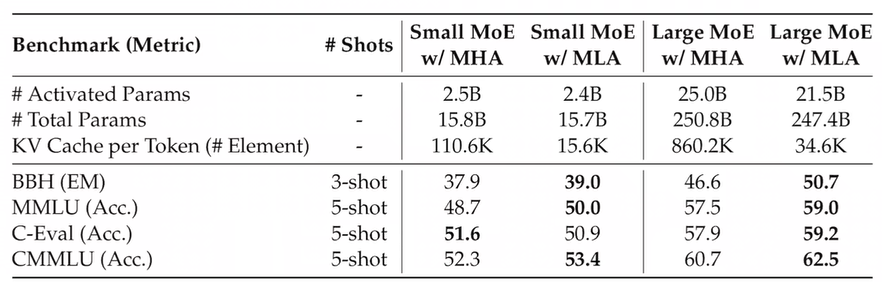 Benchmark (Metric) # Shots Small MoE w/ MHA Small MoE w/ MLA Large MoE w/ MHA Large MoE w/ MLA
# Activated Params - 2.5B 2.4B 25.0B 21.5B
# Total Params - 15.8B 15.7B 250.8B 247.4B
KV Cache per Token (# Element) - 110.6K 15.6K 860.2K 34.6K
BBH (EM) 3-shot 37.9 39.0 46.6 50.7
MMLU (Acc.) 5-shot 48.7 50.0 57.5 59.0
C-Eval (Acc.) 5-shot 51.6 50.9 57.9 59.2
CMMLU (Acc.) 5-shot 52.3 53.4 60.7 62.5